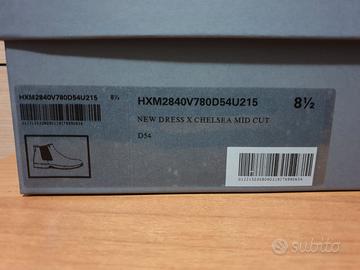 HXM2840V780D54U215 8½
HXM2840V780D54U215 8½
NEW DRESS X CHELSEA MID CUT
D54
subito